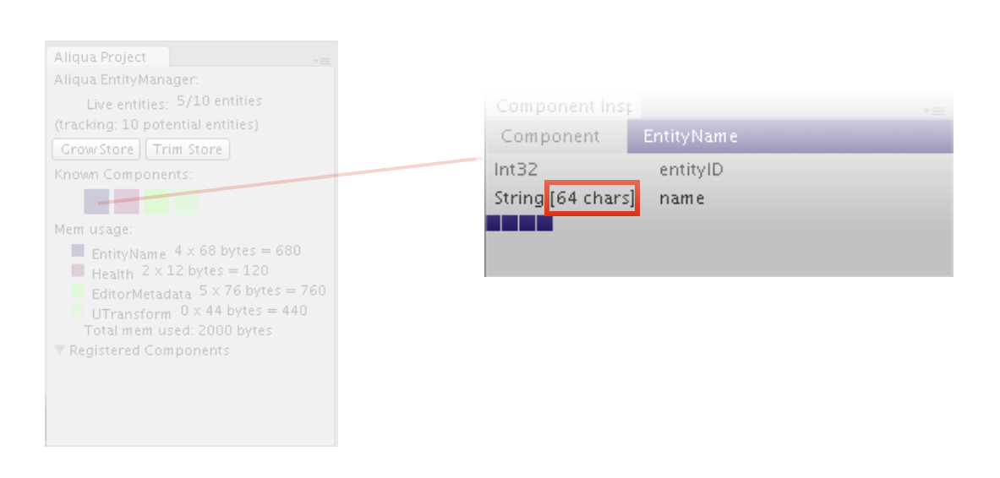 Aliqua Project
Aliqua EntityManager:
Live entities: 5/10 entities
(tracking: 10 potential entities)
Grow Store Trim Store
Known Components:
Mem usage:
EntityName 4 x 68 bytes = 680
Health 2 x 12 bytes = 120
EditorMetadata 5 x 76 bytes = 760
UTransform 0 x 44 bytes = 440
Total mem used: 2000 bytes
Registered Components
Component Insp
Component EntityName
Int32 entityID
String [64 chars] name